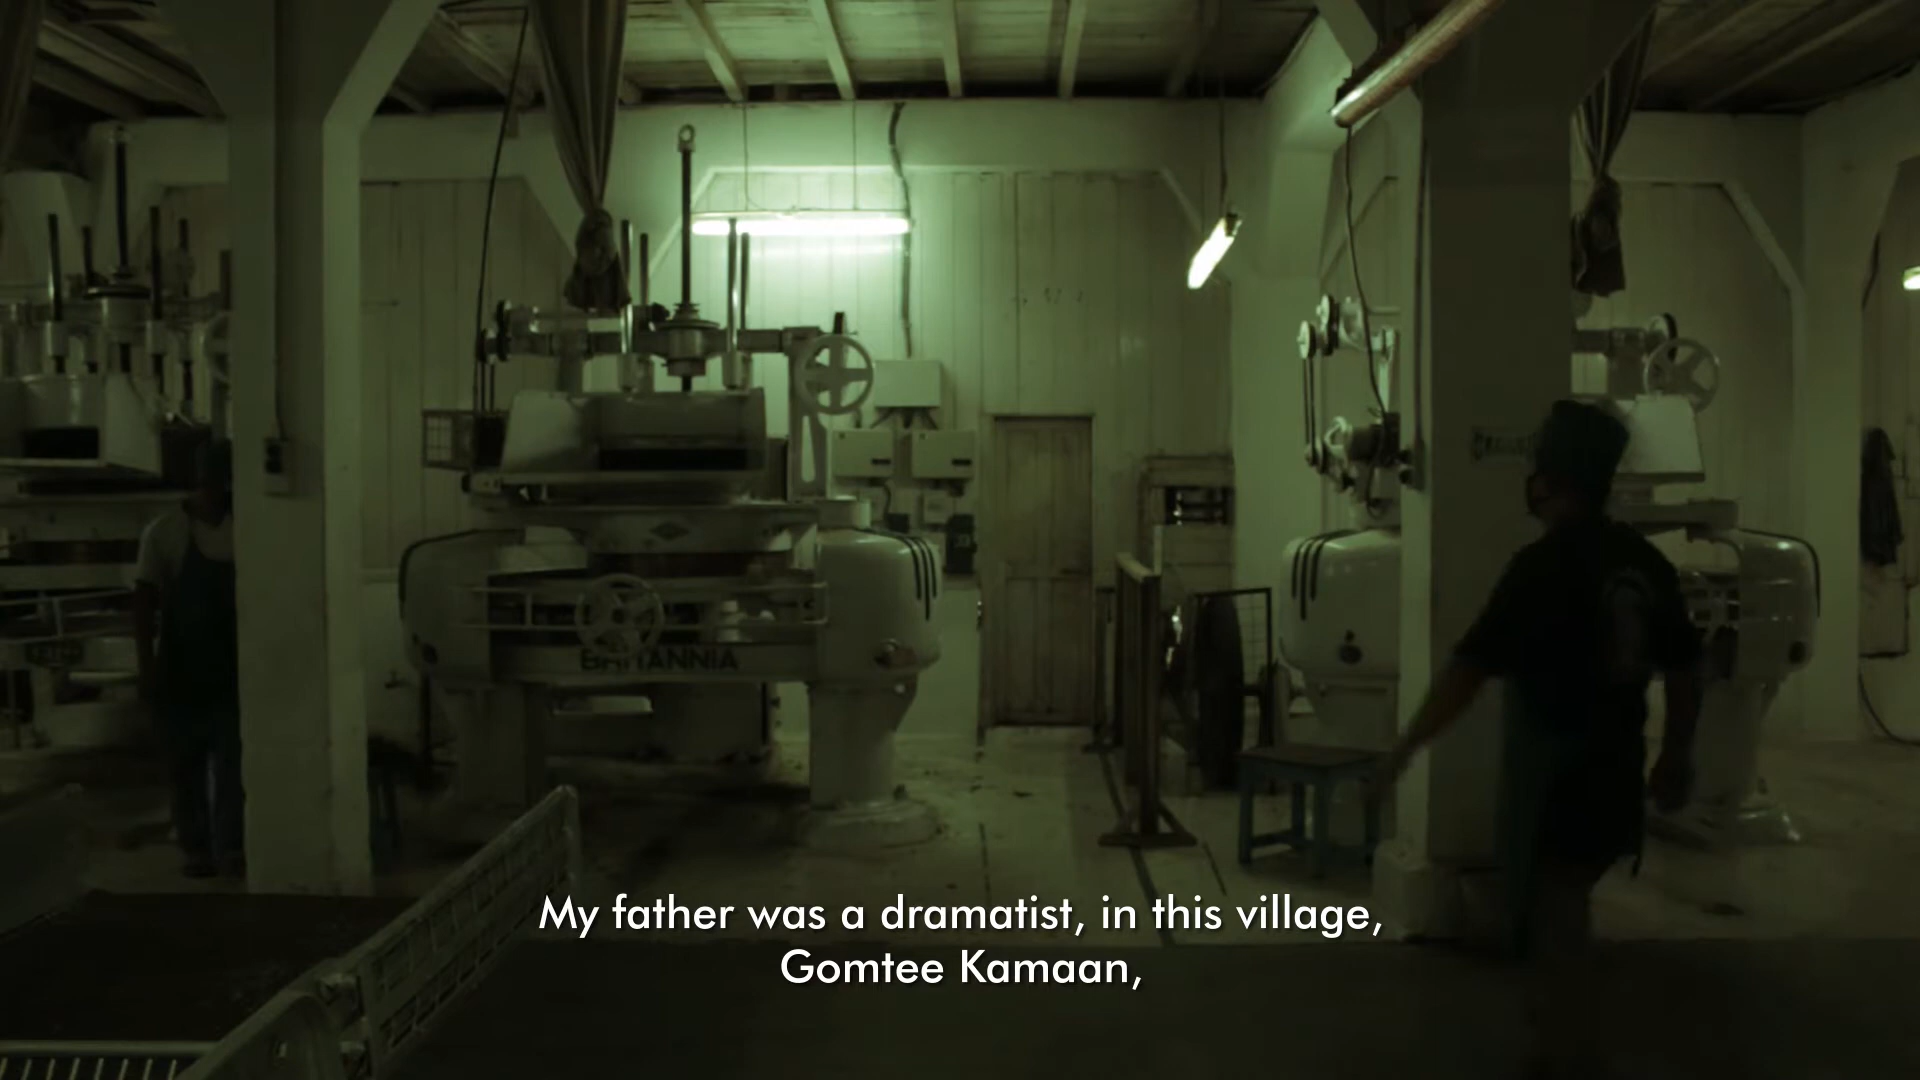 BRITANNIA
My father was a dramatist, in this village,
Gomtee Kamaan,